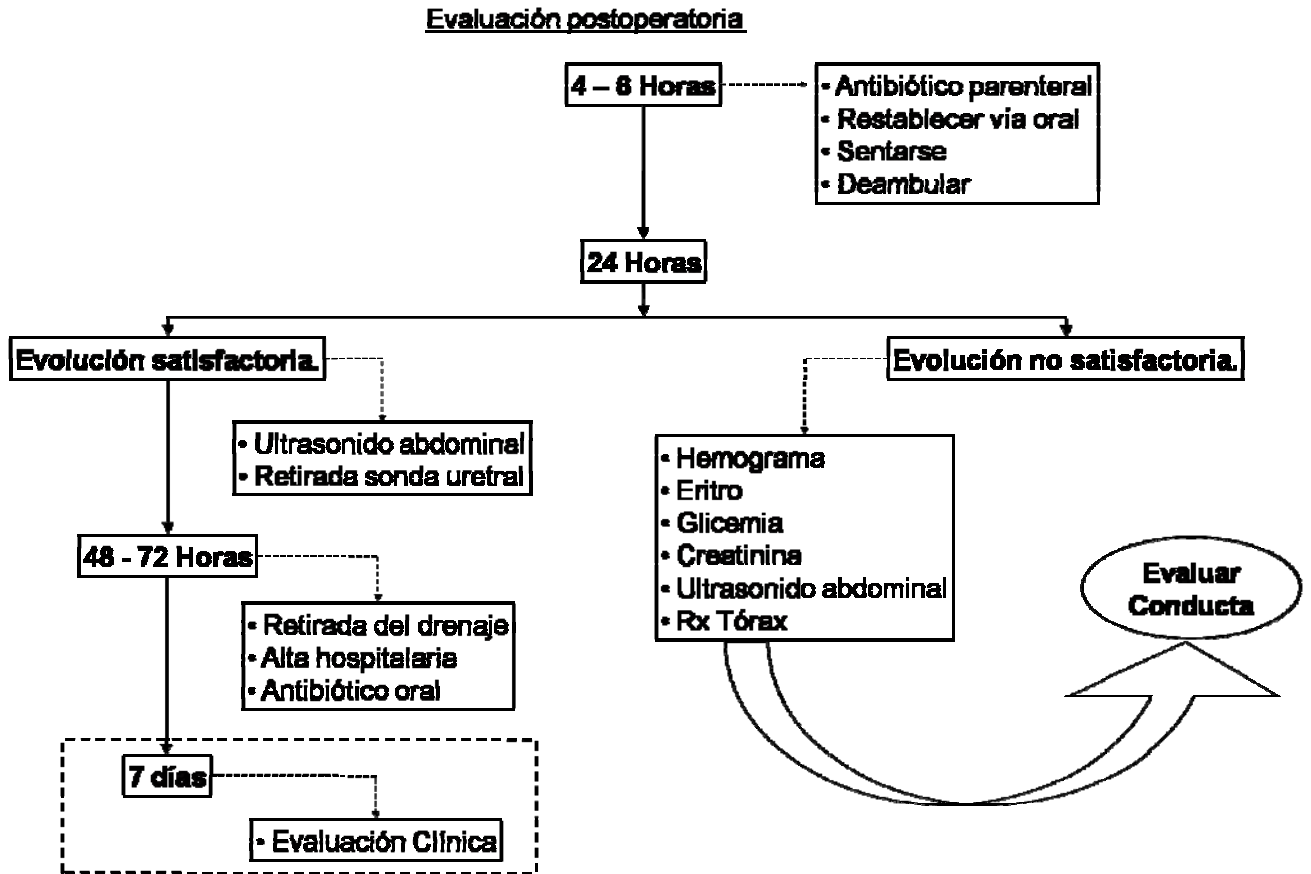 Evaluación postoperatoria
4 – 6 Horas
• Antibiótico parenteral
• Restablecer vía oral
• Sentarse
• Deambular
24 Horas
Evolución satisfactoria.
Evolución no satisfactoria.
• Ultrasonido abdominal
• Retirada sonda uretral
• Hemograma
• Eritro
• Glicemia
• Creatinina
• Ultrasonido abdominal
• Rx Tórax
48 - 72 Horas
• Retirada del drenaje
• Alta hospitalaria
• Antibiótico oral
Evaluar
Conducta
7 días
• Evaluación Clínica